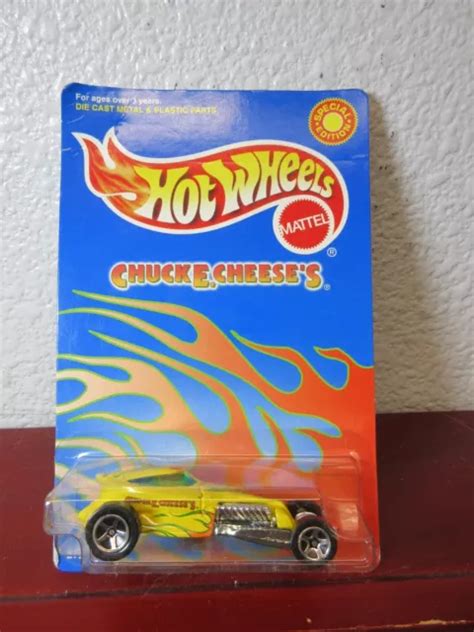 For ages over 3 years.
DIE CAST METAL & PLASTIC PARTS
SPECIAL EDITION
HOT WHEELS
MATTEL
®
CHUCK E. CHEESE'S®
CHUCK E. CHEESE'S